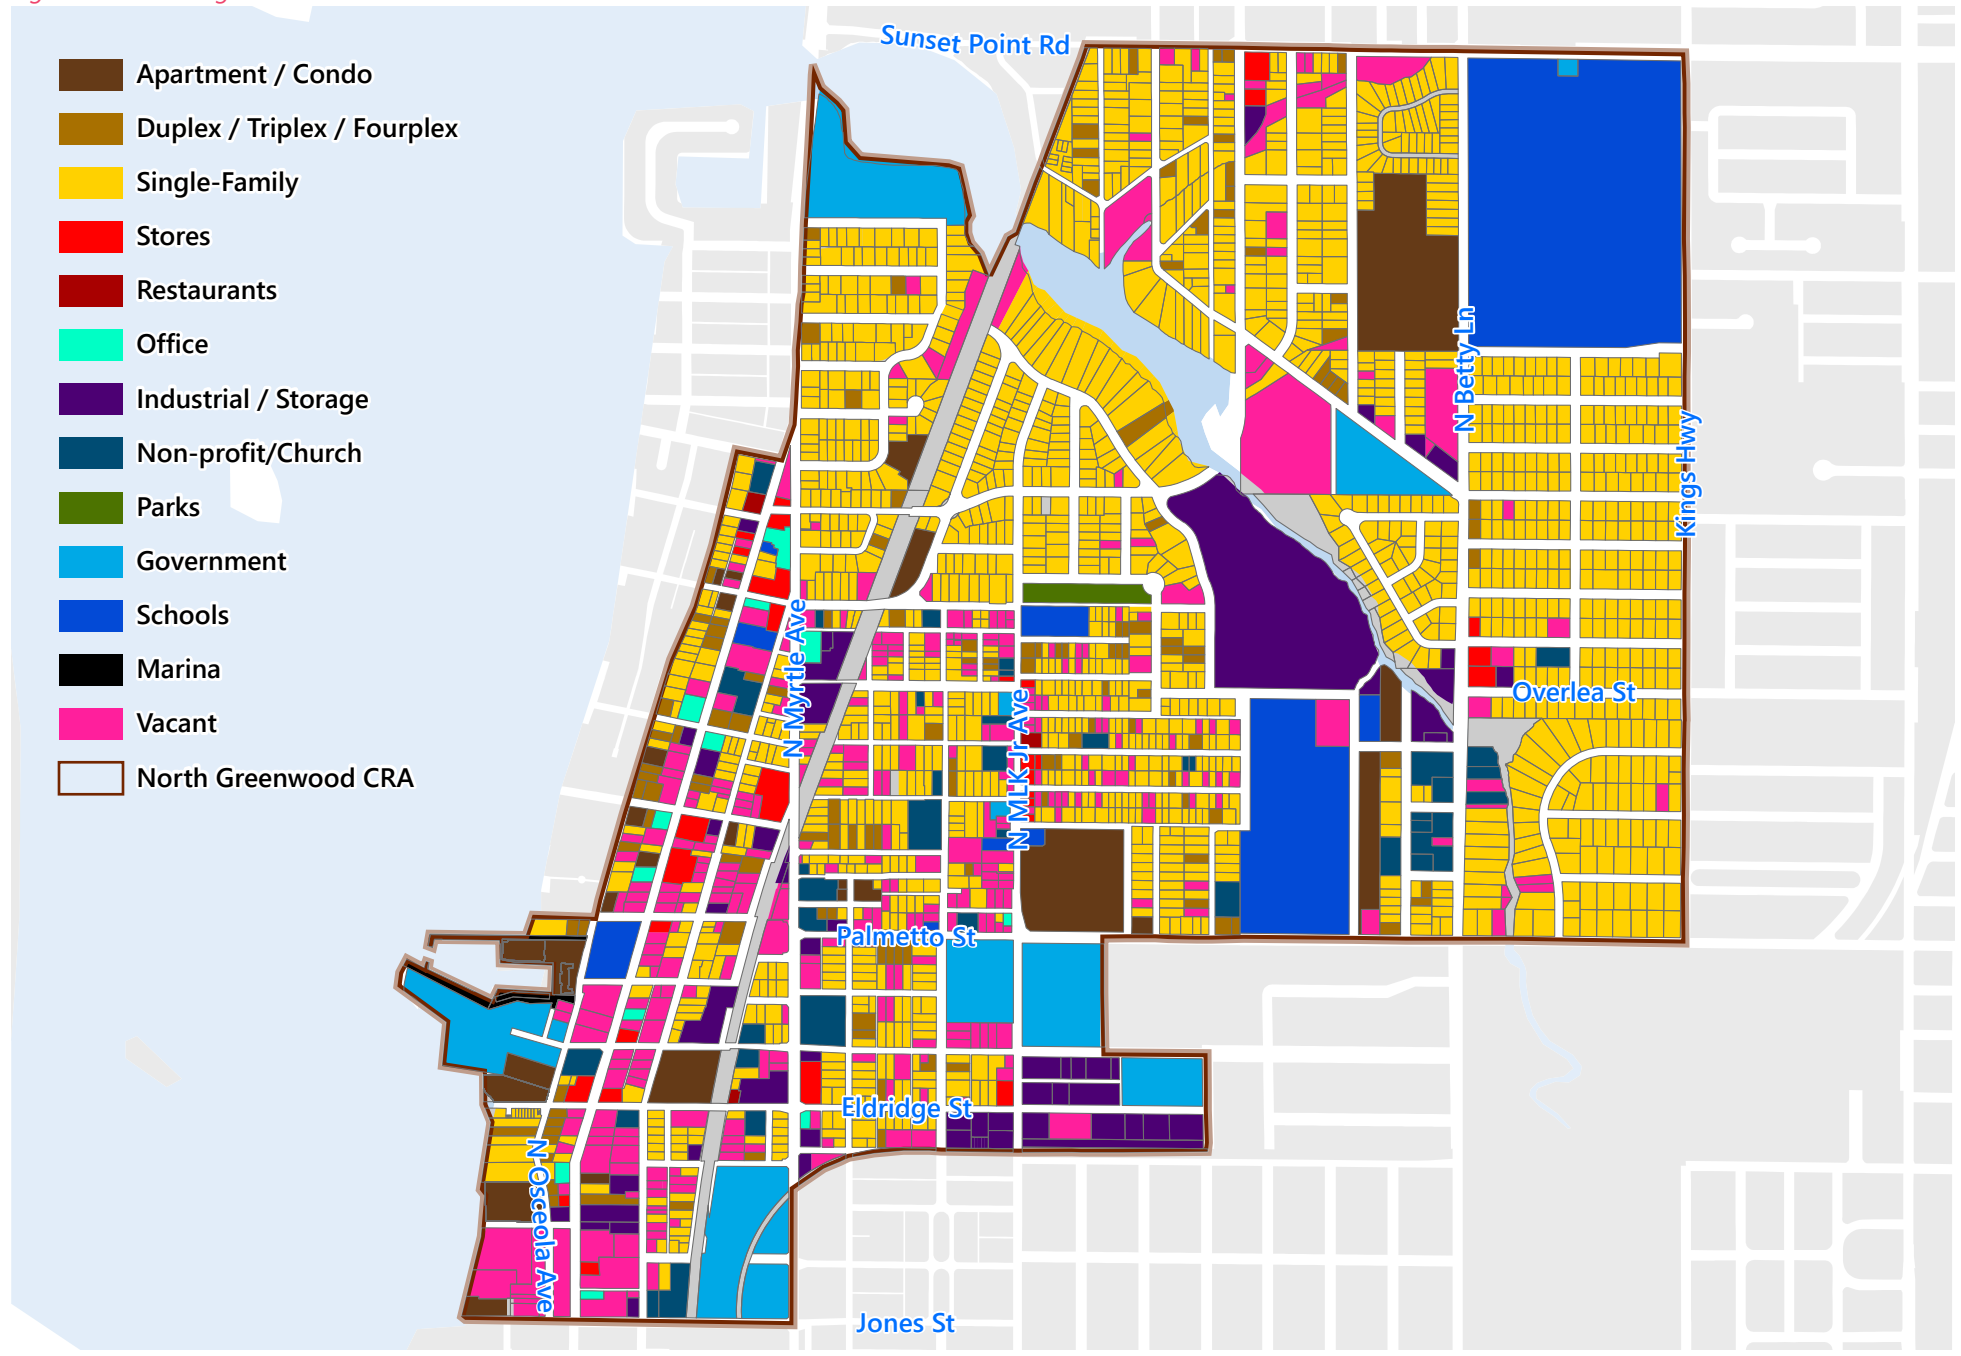 Sunset Point Rd
Apartment / Condo
Duplex / Triplex / Fourplex
Single-Family
Stores
Restaurants
Office
Industrial / Storage
Non-profit/Church
Parks
Government
Schools
Marina
Vacant
North Greenwood CRA
N Betty Ln
Kings Hwy
N Myrtle Ave
Overlea St
N MLK Jr Ave
Palmetto St
Eldridge St
N Osceola Ave
Jones St